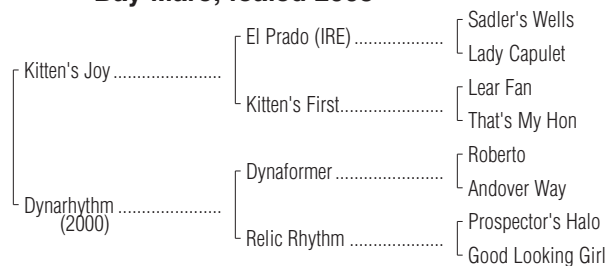 Sadler's Wells
El Prado (IRE) ....................
Lady Capulet
Kitten's Joy ........................
Lear Fan
Kitten's First.......................
That's My Hon
Roberto
Dynaformer ........................
Andover Way
Dynarhythm .......................
(2000)
Prospector's Halo
Relic Rhythm .....................
Good Looking Girl